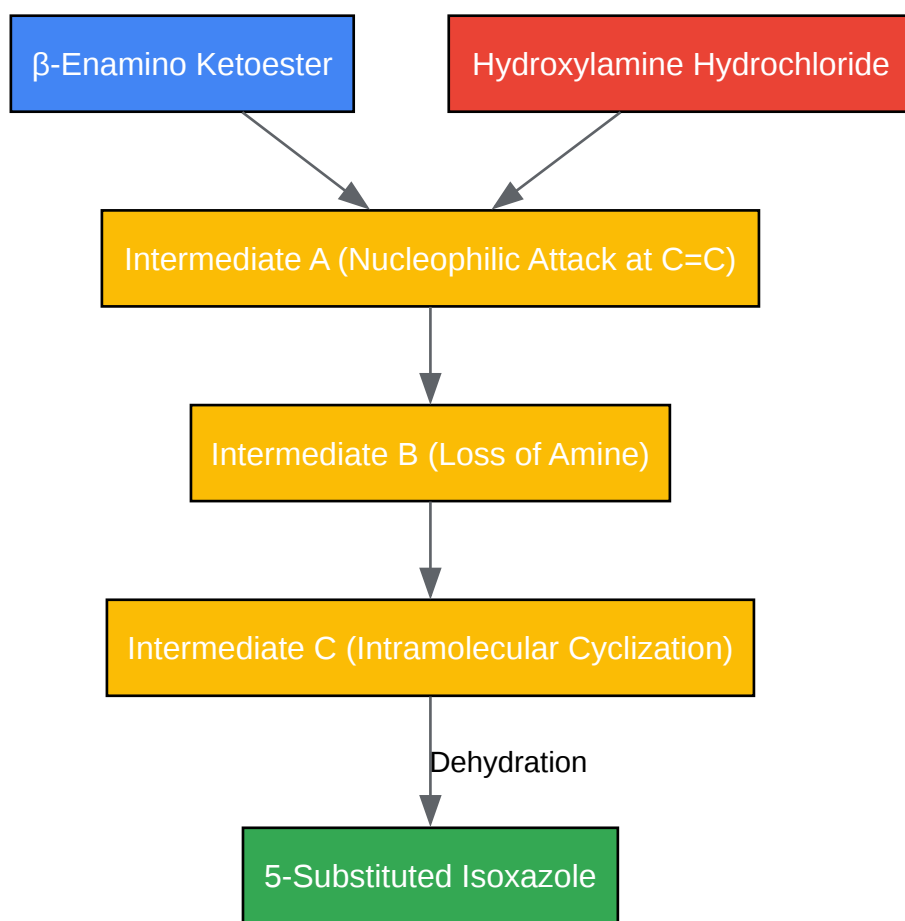 β-Enamino Ketoester
Hydroxylamine Hydrochloride
Intermediate A (Nucleophilic Attack at C=C)
Intermediate B (Loss of Amine)
Intermediate C (Intramolecular Cyclization)
Dehydration
5-Substituted Isoxazole